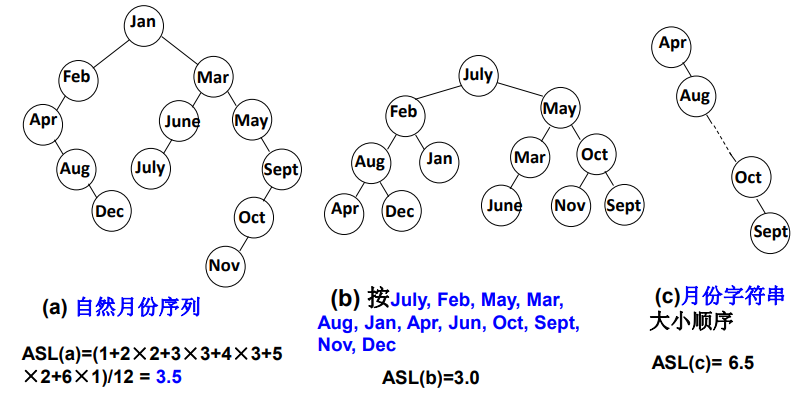 Jan
Feb
Mar
Apr
June
May
Aug
July
Sept
Dec
Oct
Nov
(a) 自然月份序列
ASL(a)=(1+2×2+3×3+4×3+5
×2+6×1)/12 = 3.5
July
Feb
May
Aug
Jan
Mar
Oct
Apr
Dec
June
Nov
Sept
(b) 按July, Feb, May, Mar,
Aug, Jan, Apr, Jun, Oct, Sept,
Nov, Dec
ASL(b)=3.0
Apr
Aug
Oct
Sept
(c)月份字符串
大小顺序
ASL(c)= 6.5